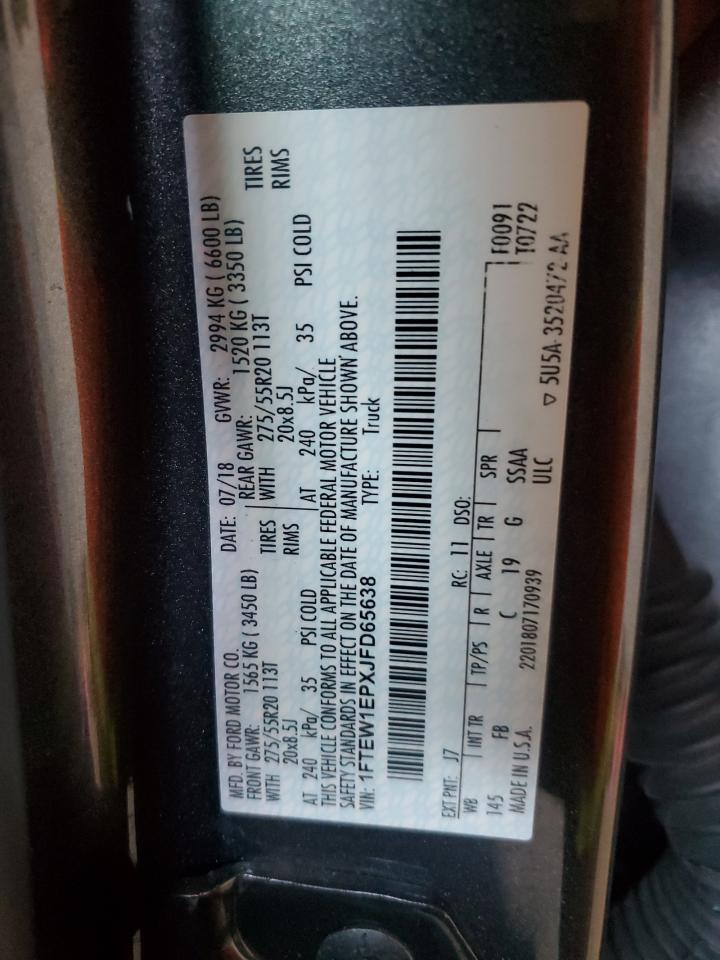 MFD. BY FORD MOTOR CO.
DATE: 07/18 GVWR: 2994 KG ( 6600 LB)
FRONT GAWR: 1565 KG ( 3450 LB) REAR GAWR: 1520 KG ( 3350 LB)
WITH 275/55R20 113T TIRES WITH 275/55R20 113T TIRES
20x8.5J RIMS 20x8.5J RIMS
AT 240 kPa/ 35 PSI COLD AT 240 kPa/ 35 PSI COLD
THIS VEHICLE CONFORMS TO ALL APPLICABLE FEDERAL MOTOR VEHICLE
SAFETY STANDARDS IN EFFECT ON THE DATE OF MANUFACTURE SHOWN ABOVE.
VIN: 1FTEW1EPXJFD65638 TYPE: Truck
EXT PNT: J7 RC: 11 DSO:
WB INT TR TP/PS R AXLE TR SPR F0091
145 FB C 19 G SSAA T0722
MADE IN U.S.A. 2201807170939 ULC
▽ 5U5A-3520472-AA